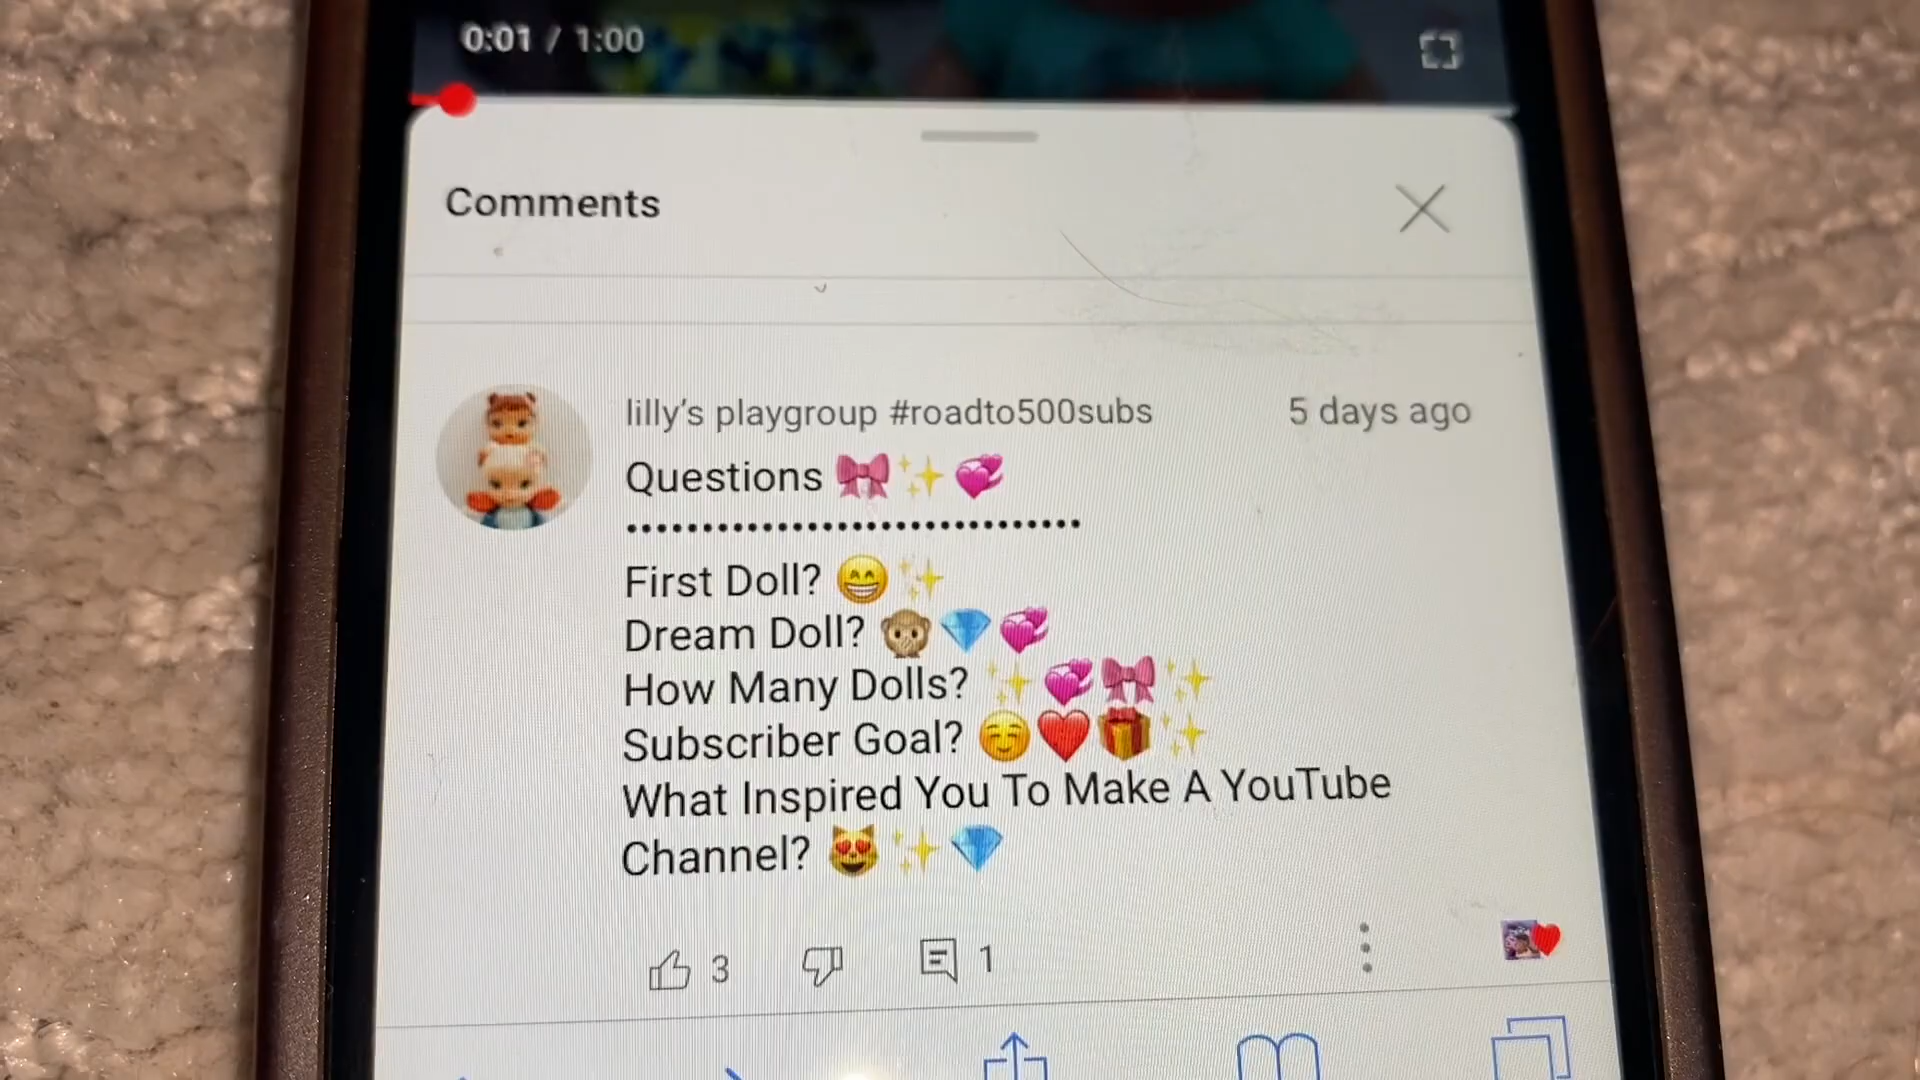 0:01 / 1:00
Comments
lilly's playgroup #roadto500subs 5 days ago
Questions 🎀✨💞
...............................
First Doll? 😁✨
Dream Doll? 🙊💎💞
How Many Dolls? ✨💞🎀✨
Subscriber Goal? ☺️❤️🎁✨
What Inspired You To Make A YouTube
Channel? 😻✨💎
3 1